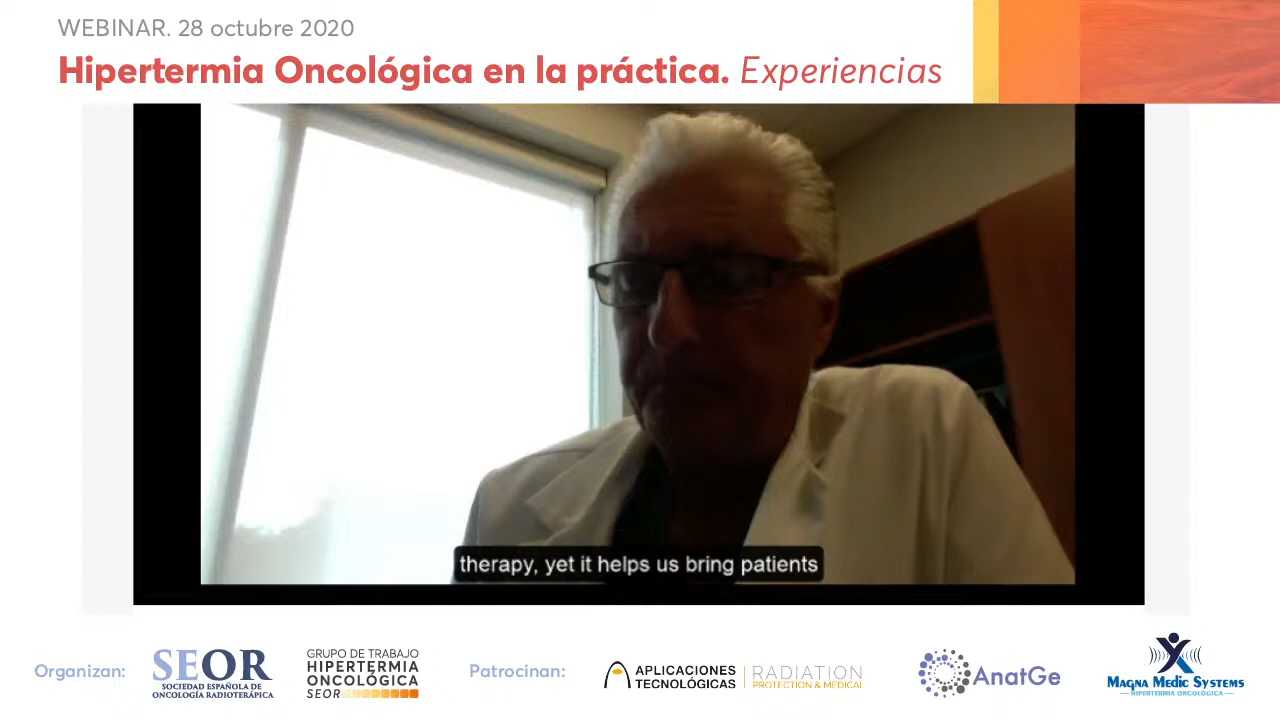 WEBINAR. 28 octubre 2020
Hipertermia Oncológica en la práctica. Experiencias
therapy, yet it helps us bring patients
Organizan:
SEOR
SOCIEDAD ESPAÑOLA DE
ONCOLOGÍA RADIOTERÁPICA
GRUPO DE TRABAJO
HIPERTERMIA
ONCOLÓGICA
SEOR
Patrocinan:
APLICACIONES
TECNOLÓGICAS
RADIATION
PROTECTION & MEDICAL
AnatGe
MAGNA MEDIC SYSTEMS
HIPERTERMIA ONCOLÓGICA